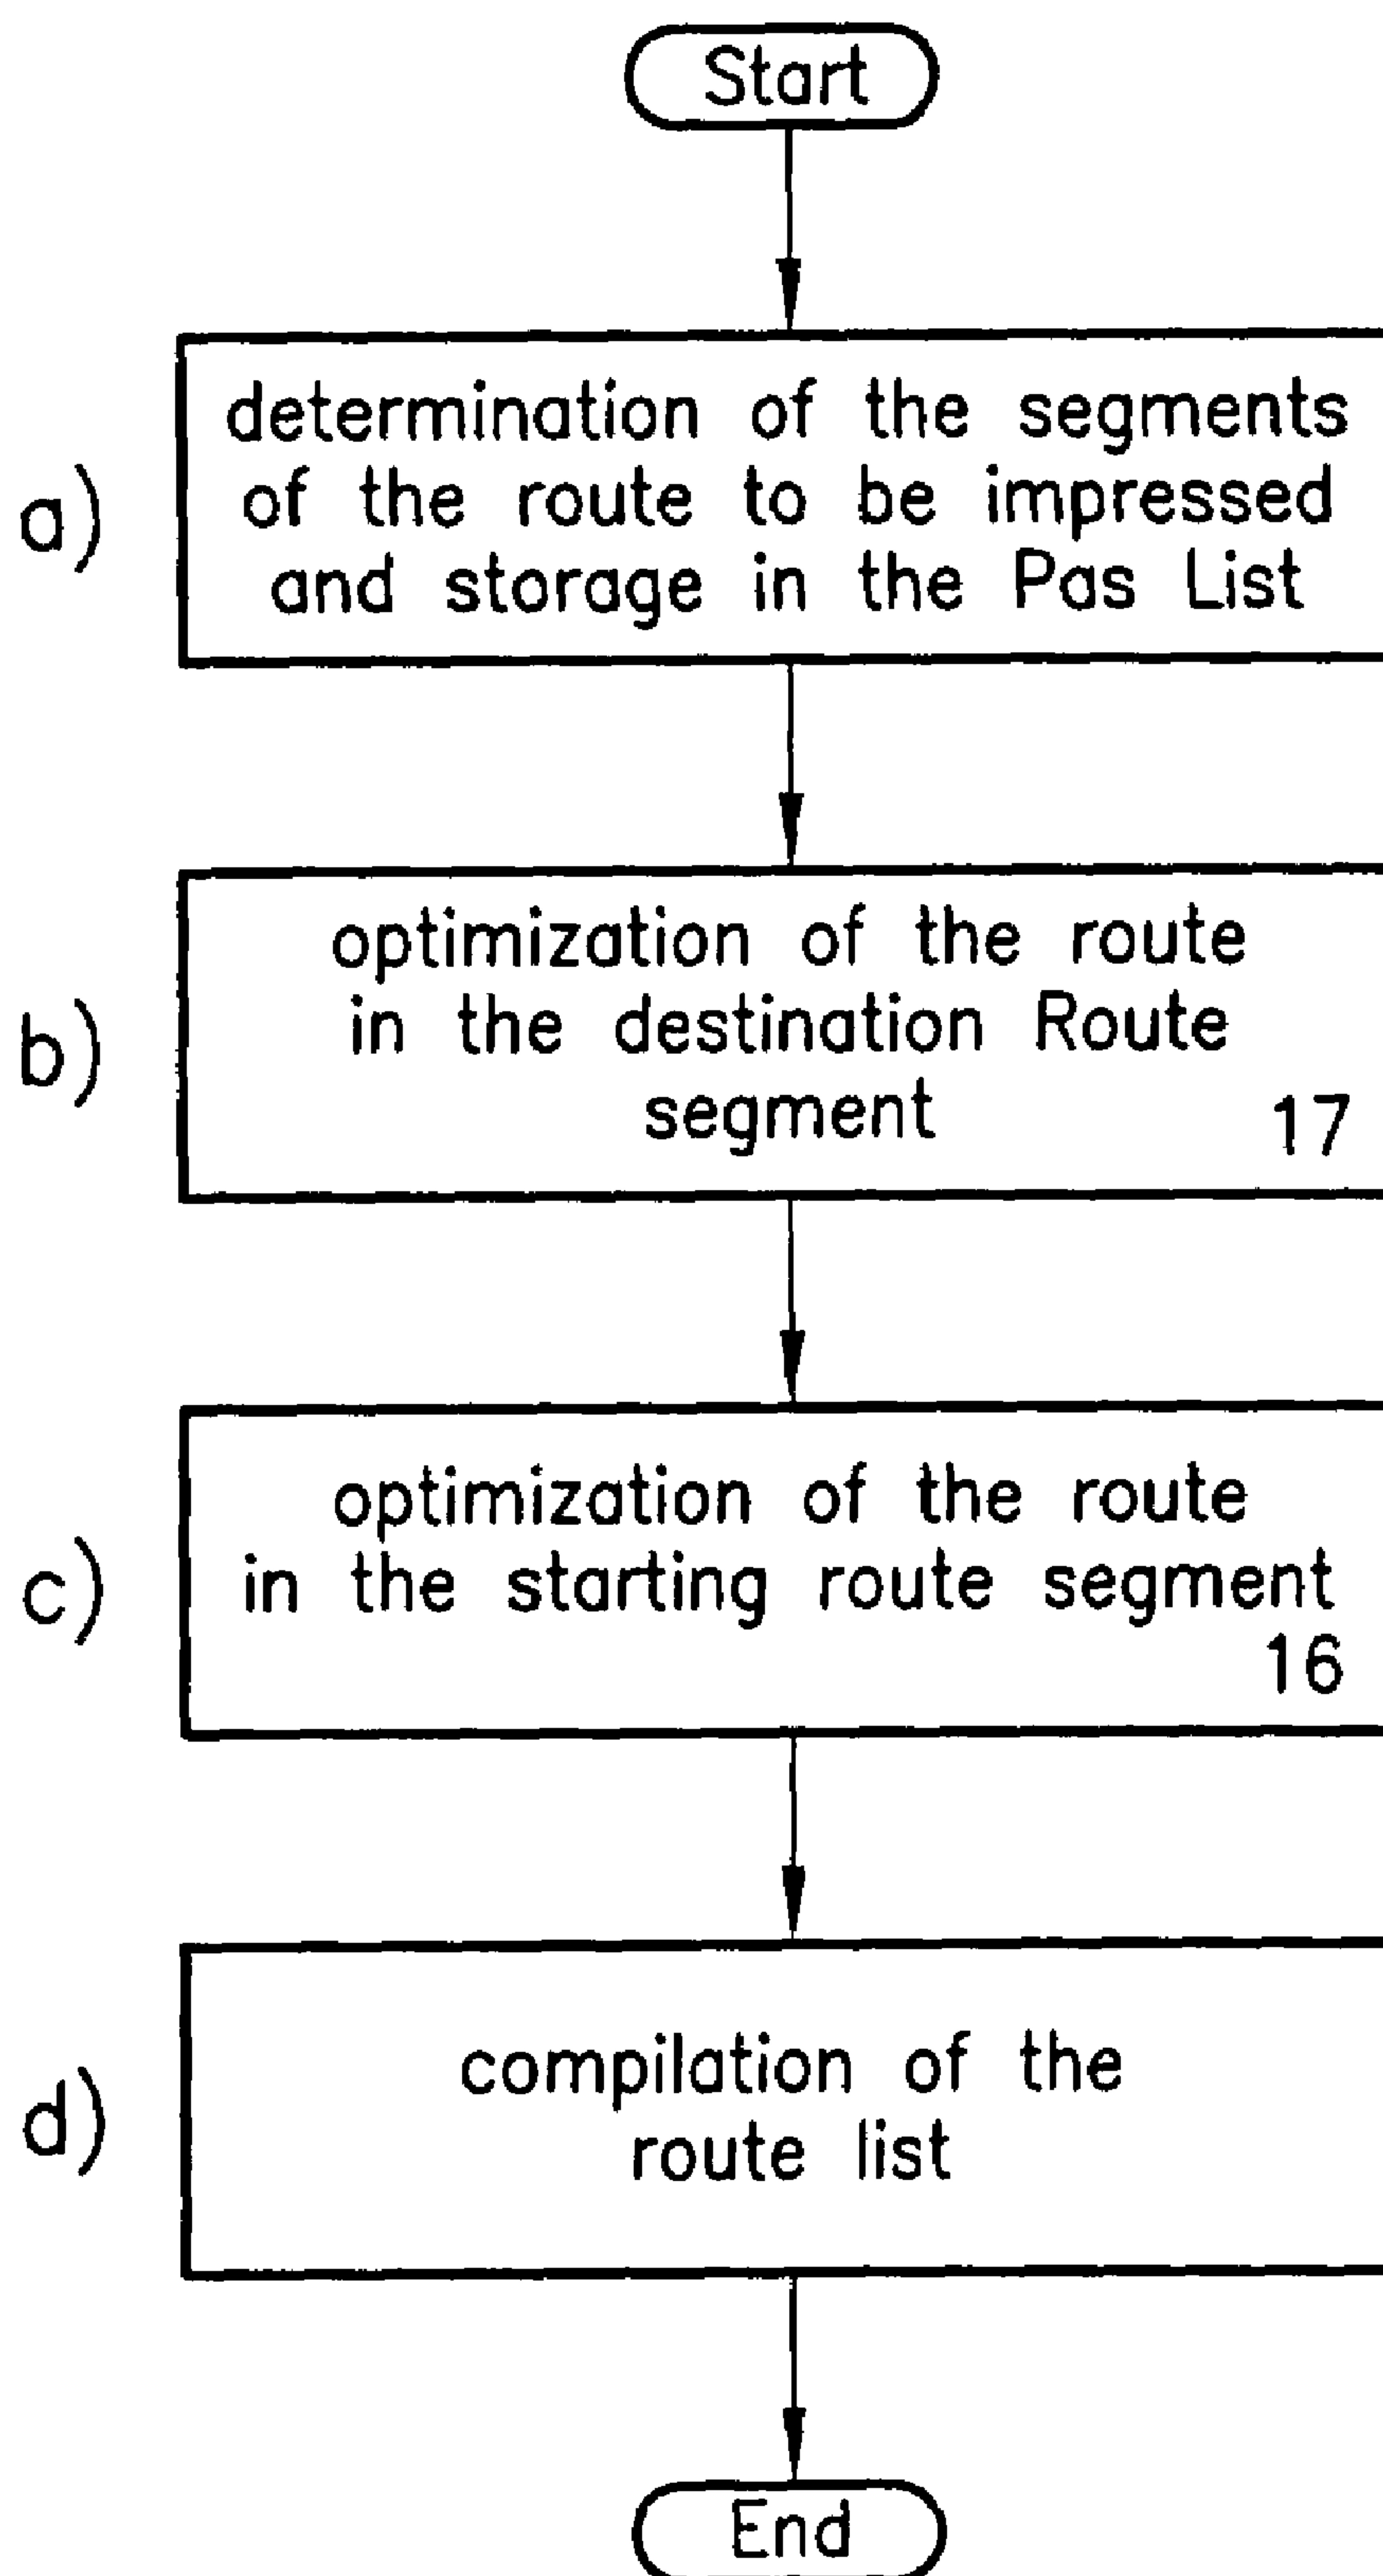 Start
a)
determination of the segments
of the route to be impressed
and storage in the Pas List
b)
optimization of the route
in the destination Route
segment
17
c)
optimization of the route
in the starting route segment
16
d)
compilation of the
route list
End